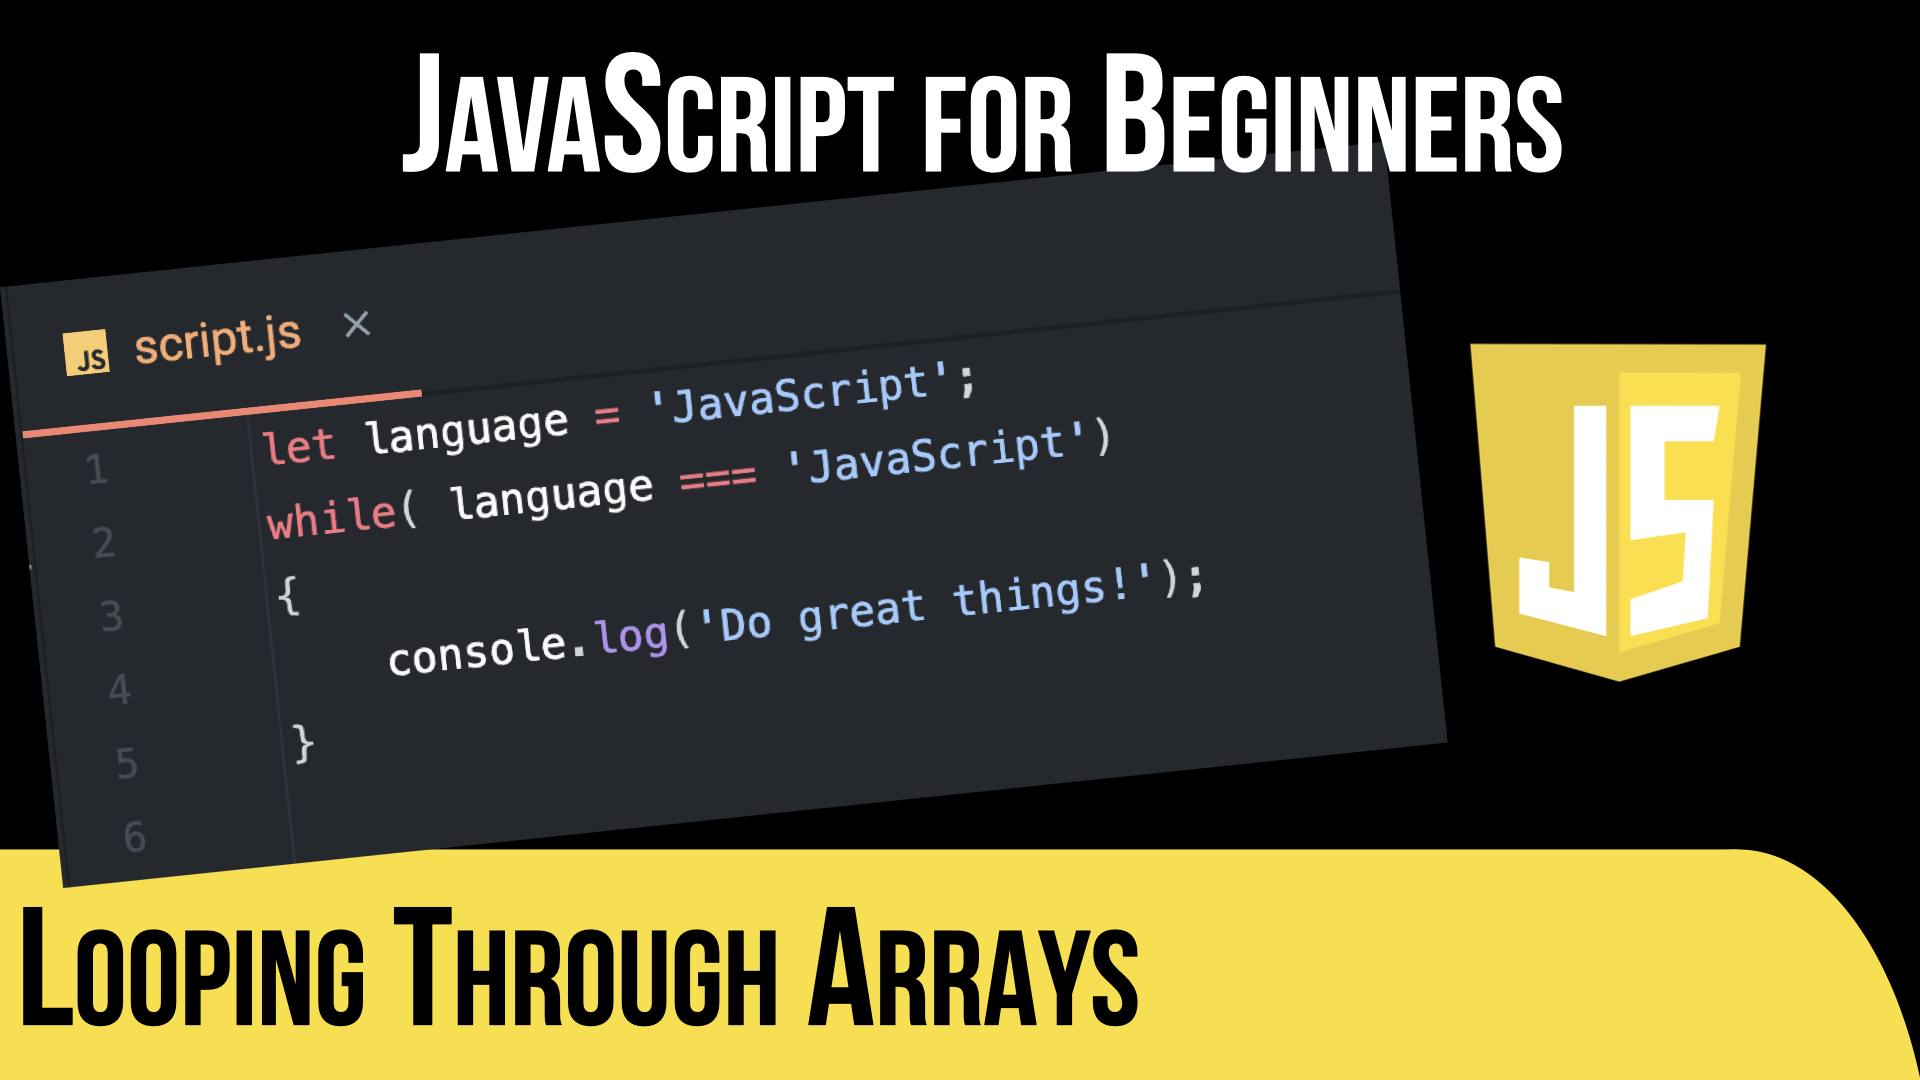 JavaScript for Beginners
JS script.js ×
1 let language = 'JavaScript';
2 while( language === 'JavaScript')
3 {
4 console.log('Do great things!');
5 }
6
JS
Looping Through Arrays